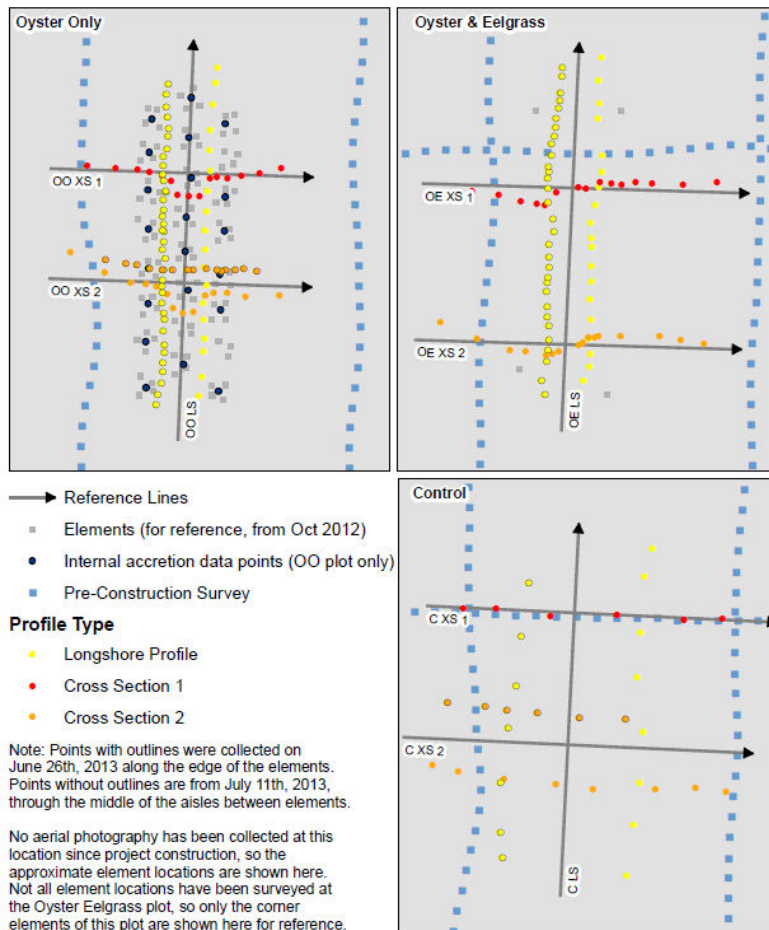 Oyster Only
OO XS 1
OO XS 2
OO LS
Oyster & Eelgrass
OE XS 1
OE XS 2
OE LS
Reference Lines
Elements (for reference, from Oct 2012)
Internal accretion data points (OO plot only)
Pre-Construction Survey
Profile Type
Longshore Profile
Cross Section 1
Cross Section 2
Note: Points with outlines were collected on
June 26th, 2013 along the edge of the elements.
Points without outlines are from July 11th, 2013,
through the middle of the aisles between elements.
No aerial photography has been collected at this
location since project construction, so the
approximate element locations are shown here.
Not all element locations have been surveyed at
the Oyster Eelgrass plot, so only the corner
elements of this plot are shown here for reference.
Control
C XS 1
C XS 2
C LS